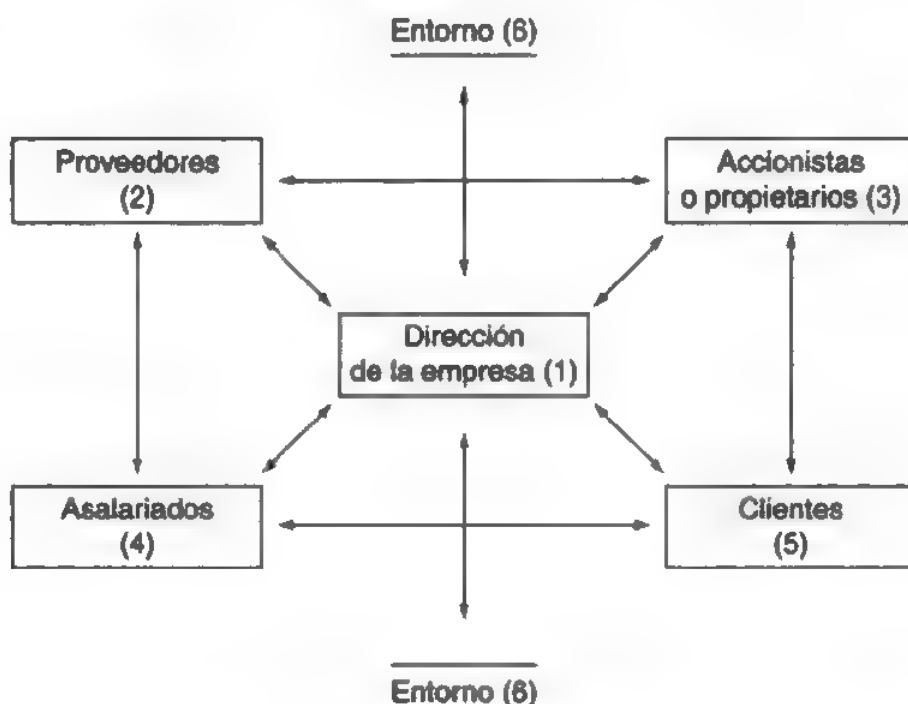 Entorno (6)
Proveedores
(2)
Accionistas
o propietarios (3)
Dirección
de la empresa (1)
Asalariados
(4)
Clientes
(5)
Entorno (6)